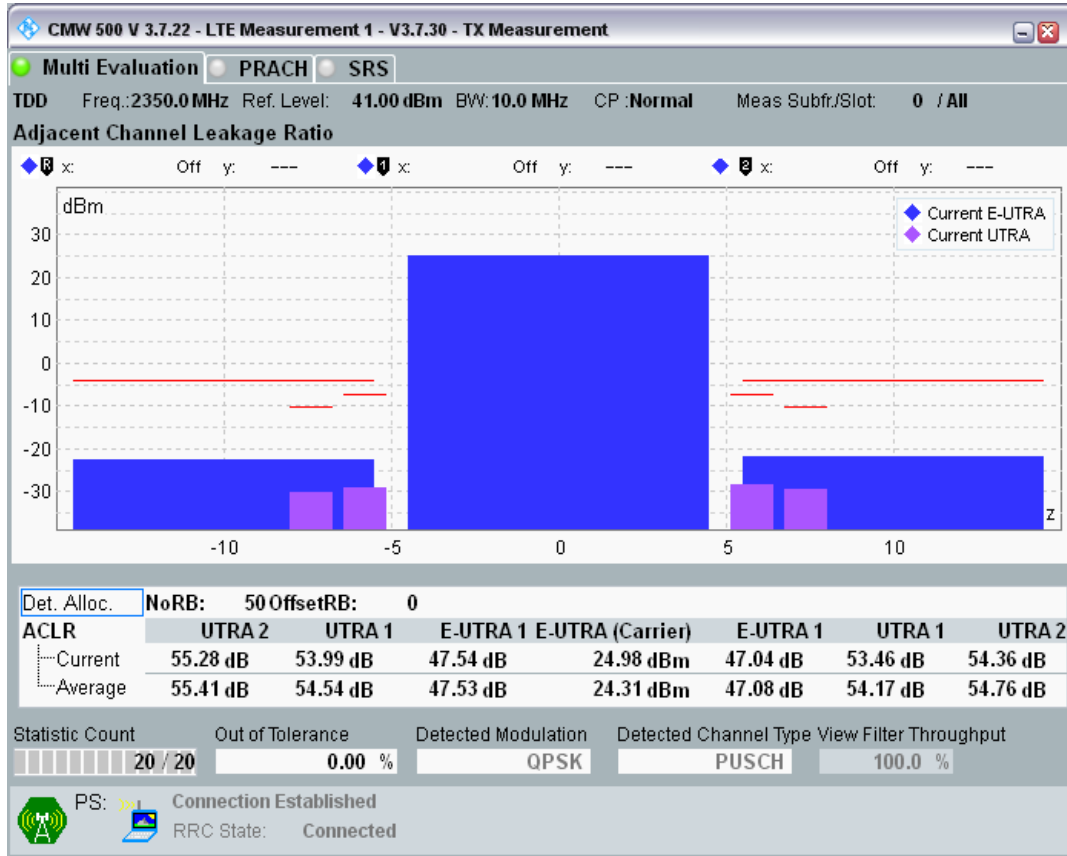 CMW 500 V 3.7.22 - LTE Measurement 1 - V3.7.30 - TX Measurement
Multi Evaluation PRACH SRS
TDD Freq.:2350.0 MHz Ref. Level: 41.00 dBm BW:10.0 MHz CP :Normal Meas Subfr./Slot: 0 / All
Adjacent Channel Leakage Ratio
R x: Off y: --- 1 x: Off y: --- 2 x: Off y: ---
dBm
Current E-UTRA
Current UTRA
30
20
10
0
-10
-20
-30
z
-10 -5 0 5 10
Det. Alloc. NoRB: 50 OffsetRB: 0
ACLR UTRA 2 UTRA 1 E-UTRA 1 E-UTRA (Carrier) E-UTRA 1 UTRA 1 UTRA 2
Current 55.28 dB 53.99 dB 47.54 dB 24.98 dBm 47.04 dB 53.46 dB 54.36 dB
Average 55.41 dB 54.54 dB 47.53 dB 24.31 dBm 47.08 dB 54.17 dB 54.76 dB
Statistic Count Out of Tolerance Detected Modulation Detected Channel Type View Filter Throughput
20 / 20 0.00 % QPSK PUSCH 100.0 %
PS: Connection Established
RRC State: Connected